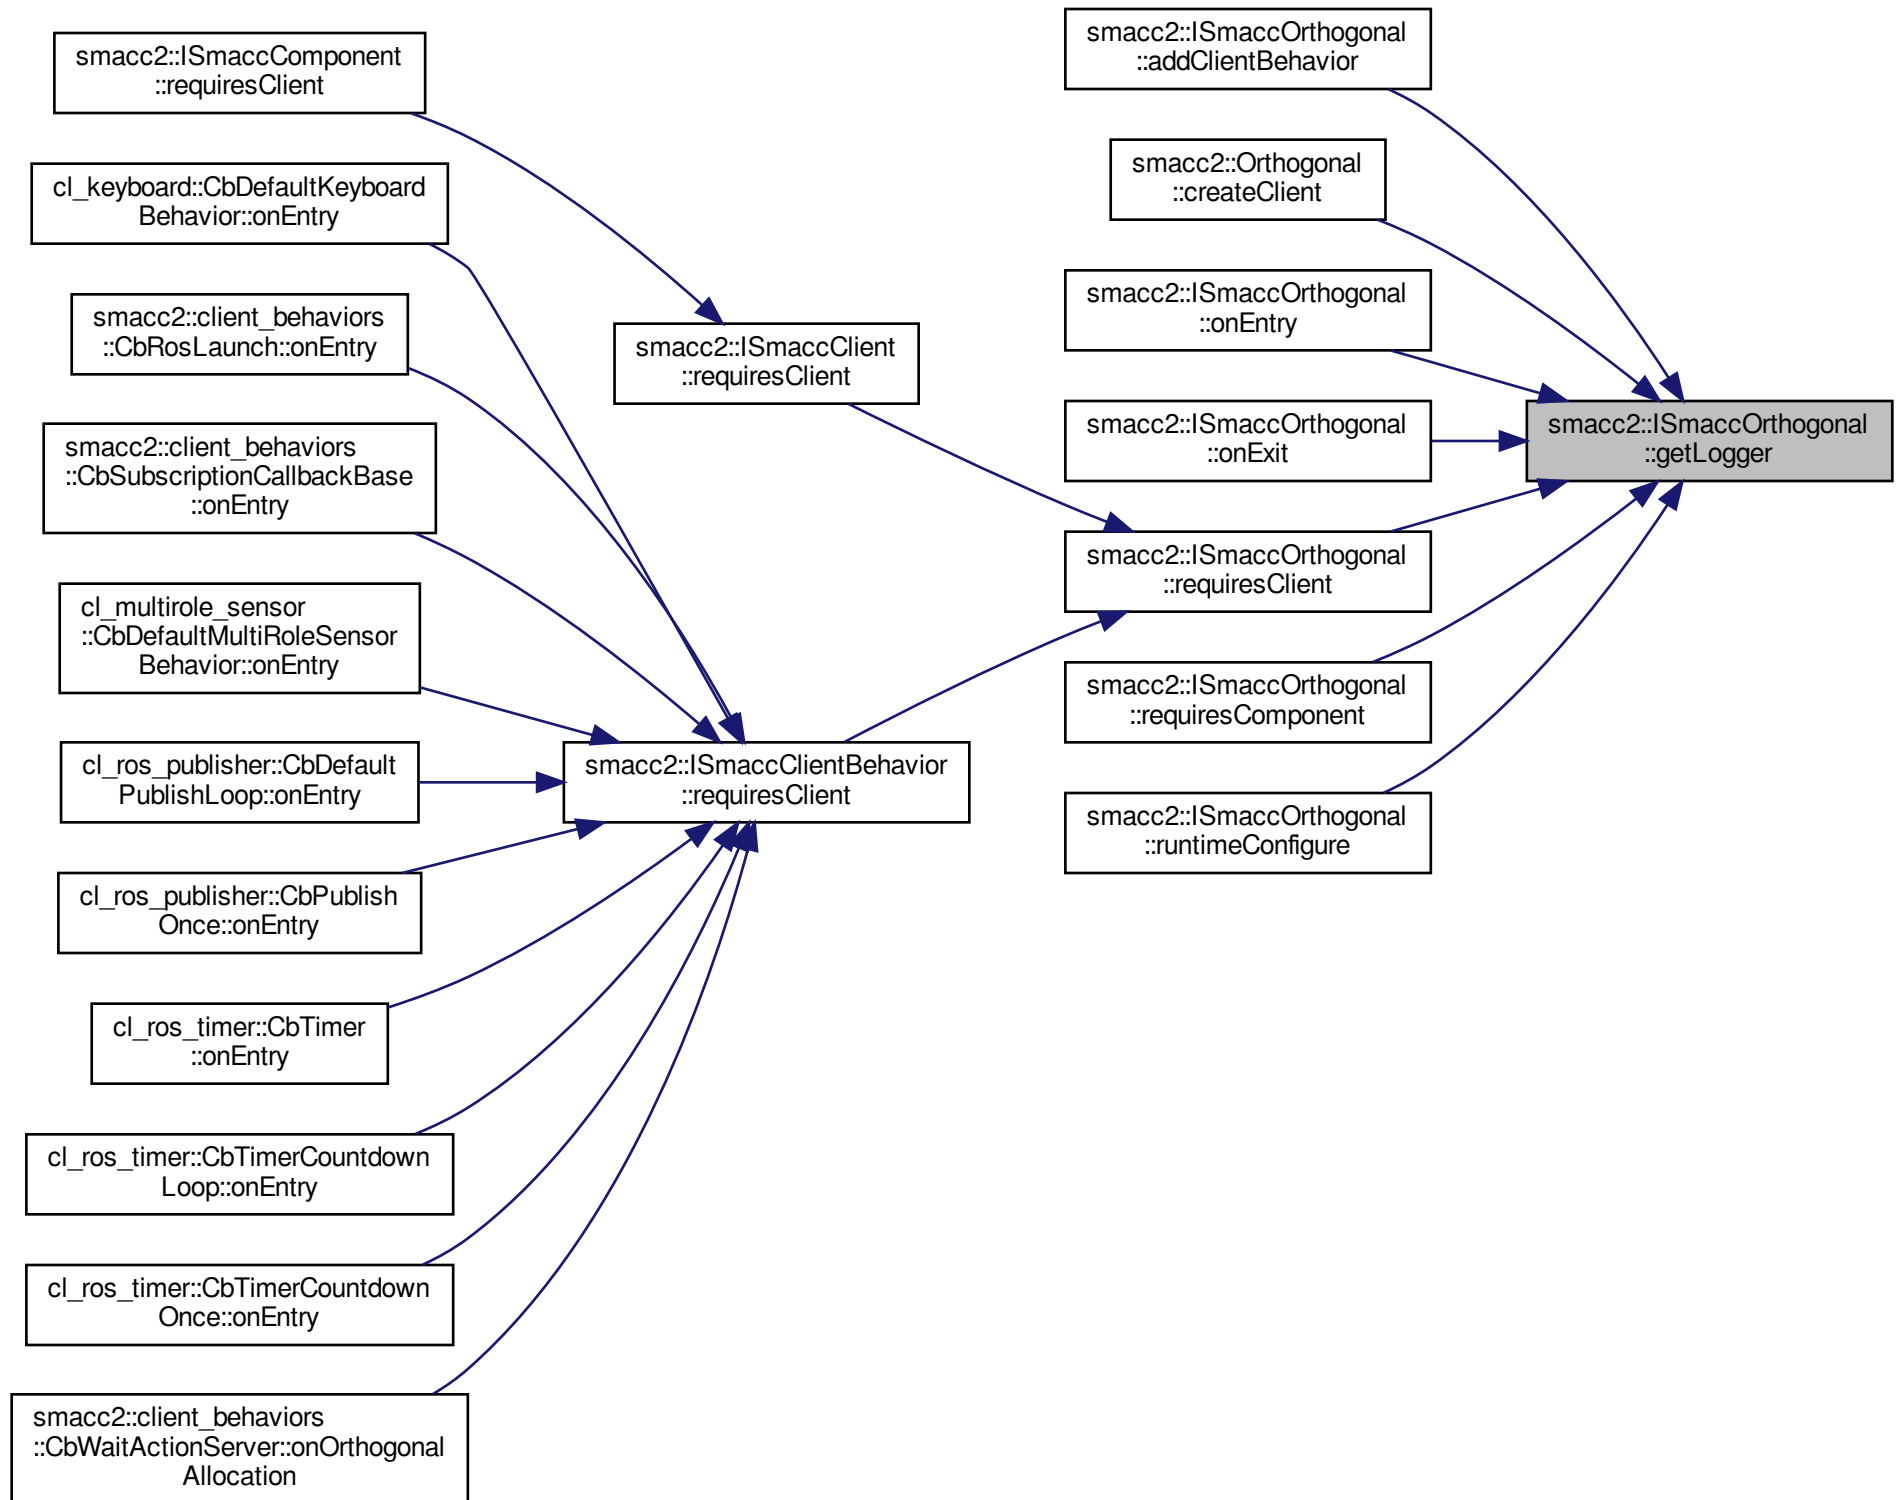 smacc2::ISmaccComponent
::requiresClient
cl_keyboard::CbDefaultKeyboard
Behavior::onEntry
smacc2::client_behaviors
::CbRosLaunch::onEntry
smacc2::client_behaviors
::CbSubscriptionCallbackBase
::onEntry
cl_multirole_sensor
::CbDefaultMultiRoleSensor
Behavior::onEntry
cl_ros_publisher::CbDefault
PublishLoop::onEntry
cl_ros_publisher::CbPublish
Once::onEntry
cl_ros_timer::CbTimer
::onEntry
cl_ros_timer::CbTimerCountdown
Loop::onEntry
cl_ros_timer::CbTimerCountdown
Once::onEntry
smacc2::client_behaviors
::CbWaitActionServer::onOrthogonal
Allocation
smacc2::ISmaccClient
::requiresClient
smacc2::ISmaccClientBehavior
::requiresClient
smacc2::ISmaccOrthogonal
::addClientBehavior
smacc2::Orthogonal
::createClient
smacc2::ISmaccOrthogonal
::onEntry
smacc2::ISmaccOrthogonal
::onExit
smacc2::ISmaccOrthogonal
::requiresClient
smacc2::ISmaccOrthogonal
::requiresComponent
smacc2::ISmaccOrthogonal
::runtimeConfigure
smacc2::ISmaccOrthogonal
::getLogger